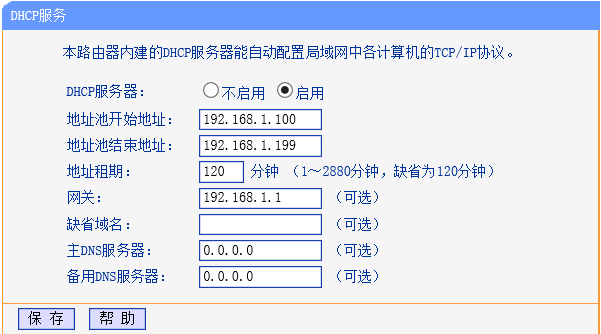 DHCP服务
本路由器内建的DHCP服务器能自动配置局域网中各计算机的TCP/IP协议。
DHCP服务器： 不启用 启用
地址池开始地址： 192.168.1.100
地址池结束地址： 192.168.1.199
地址租期： 120 分钟 （1～2880分钟，缺省为120分钟）
网关： 192.168.1.1 （可选）
缺省域名： （可选）
主DNS服务器： 0.0.0.0 （可选）
备用DNS服务器： 0.0.0.0 （可选）
保 存 帮 助